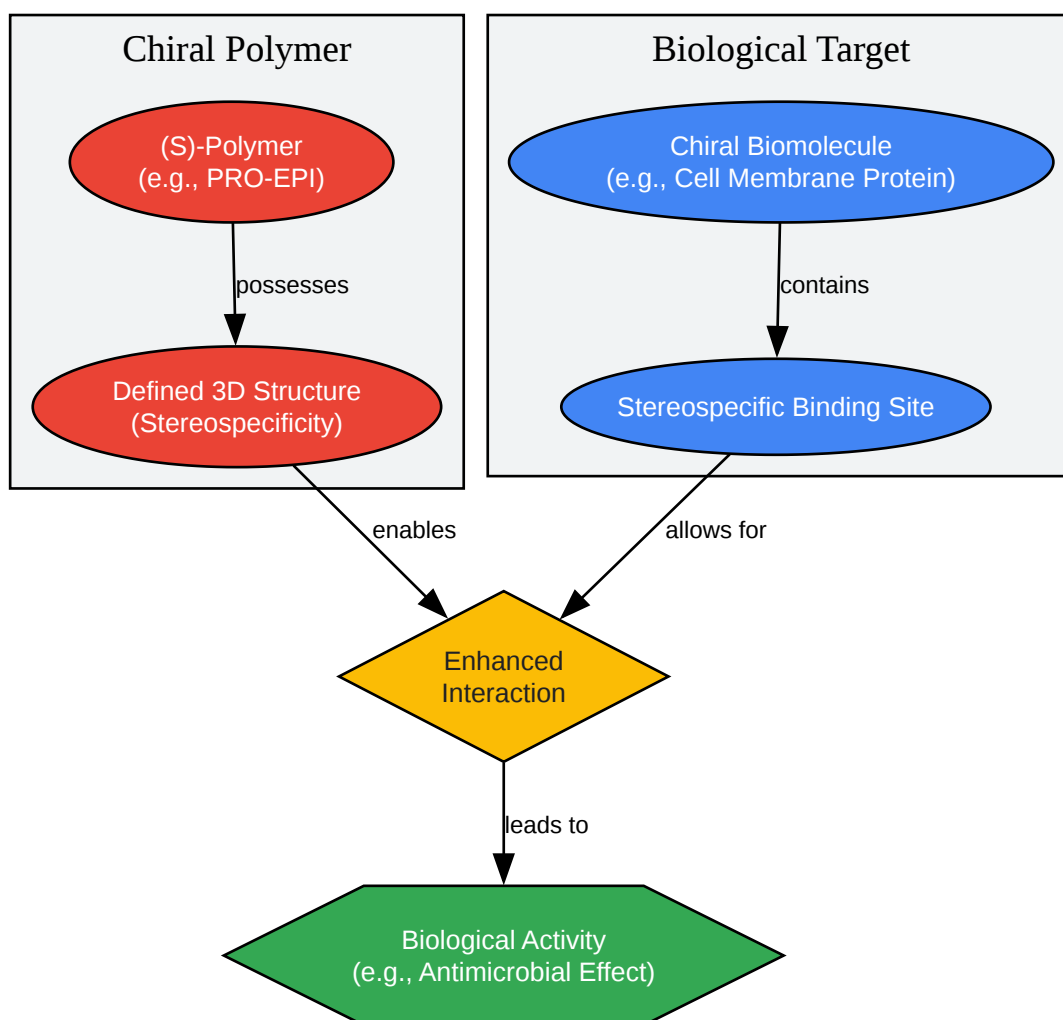 Chiral Polymer
Biological Target
(S)-Polymer
(e.g., PRO-EPI)
Chiral Biomolecule
(e.g., Cell Membrane Protein)
possesses
contains
Defined 3D Structure
(Stereospecificity)
Stereospecific Binding Site
enables
allows for
Enhanced
Interaction
leads to
Biological Activity
(e.g., Antimicrobial Effect)